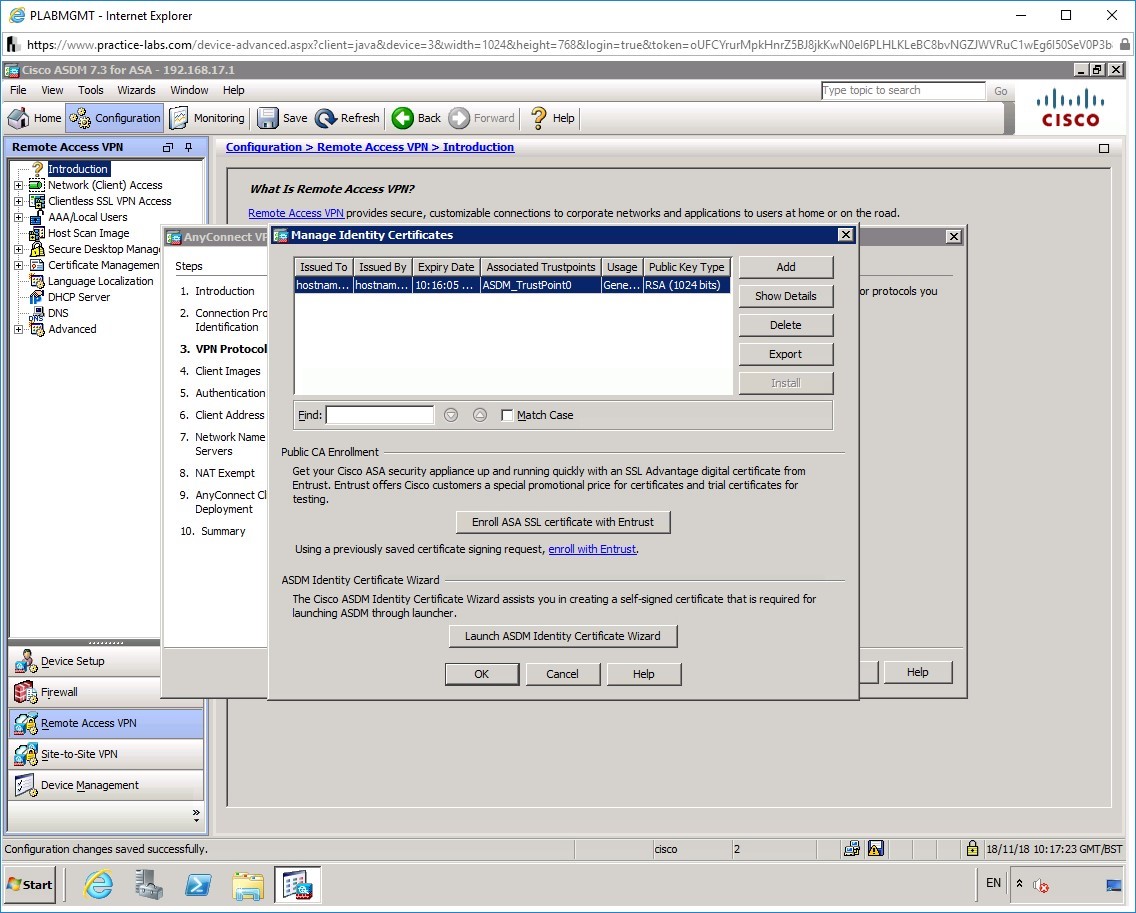 PLABMGMT - Internet Explorer
https://www.practice-labs.com/device-advanced.aspx?client=java&device=3&width=1024&height=768&login=true&token=oUFCYrurMpkHnrZ5BJ8jkKwN0eI6PLHLKLeBC8bvNGZJWVRuC1wEg6I50SeV0P3b
Cisco ASDM 7.3 for ASA - 192.168.17.1
File View Tools Wizards Window Help
Type topic to search Go
Home Configuration Monitoring Save Refresh Back Forward Help
CISCO
Remote Access VPN
Introduction
Network (Client) Access
Clientless SSL VPN Access
AAA/Local Users
Host Scan Image
Secure Desktop Manag
Certificate Managemen
Language Localization
DHCP Server
DNS
Advanced
Device Setup
Firewall
Remote Access VPN
Site-to-Site VPN
Device Management
Configuration > Remote Access VPN > Introduction
What Is Remote Access VPN?
Remote Access VPN provides secure, customizable connections to corporate networks and applications to users at home or on the road.
AnyConnect VP
Steps
1. Introduction
2. Connection Pro
Identification
3. VPN Protocol
4. Client Images
5. Authentication
6. Client Address
7. Network Name
Servers
8. NAT Exempt
9. AnyConnect Cl
Deployment
10. Summary
or protocols you
Help
Manage Identity Certificates
Issued To Issued By Expiry Date Associated Trustpoints Usage Public Key Type
hostnam... hostnam... 10:16:05 ... ASDM_TrustPoint0 Gene... RSA (1024 bits)
Add
Show Details
Delete
Export
Install
Find: Match Case
Public CA Enrollment
Get your Cisco ASA security appliance up and running quickly with an SSL Advantage digital certificate from
Entrust. Entrust offers Cisco customers a special promotional price for certificates and trial certificates for
testing.
Enroll ASA SSL certificate with Entrust
Using a previously saved certificate signing request, enroll with Entrust.
ASDM Identity Certificate Wizard
The Cisco ASDM Identity Certificate Wizard assists you in creating a self-signed certificate that is required for
launching ASDM through launcher.
Launch ASDM Identity Certificate Wizard
OK Cancel Help
Configuration changes saved successfully. cisco 2 18/11/18 10:17:23 GMT/BST
Start EN